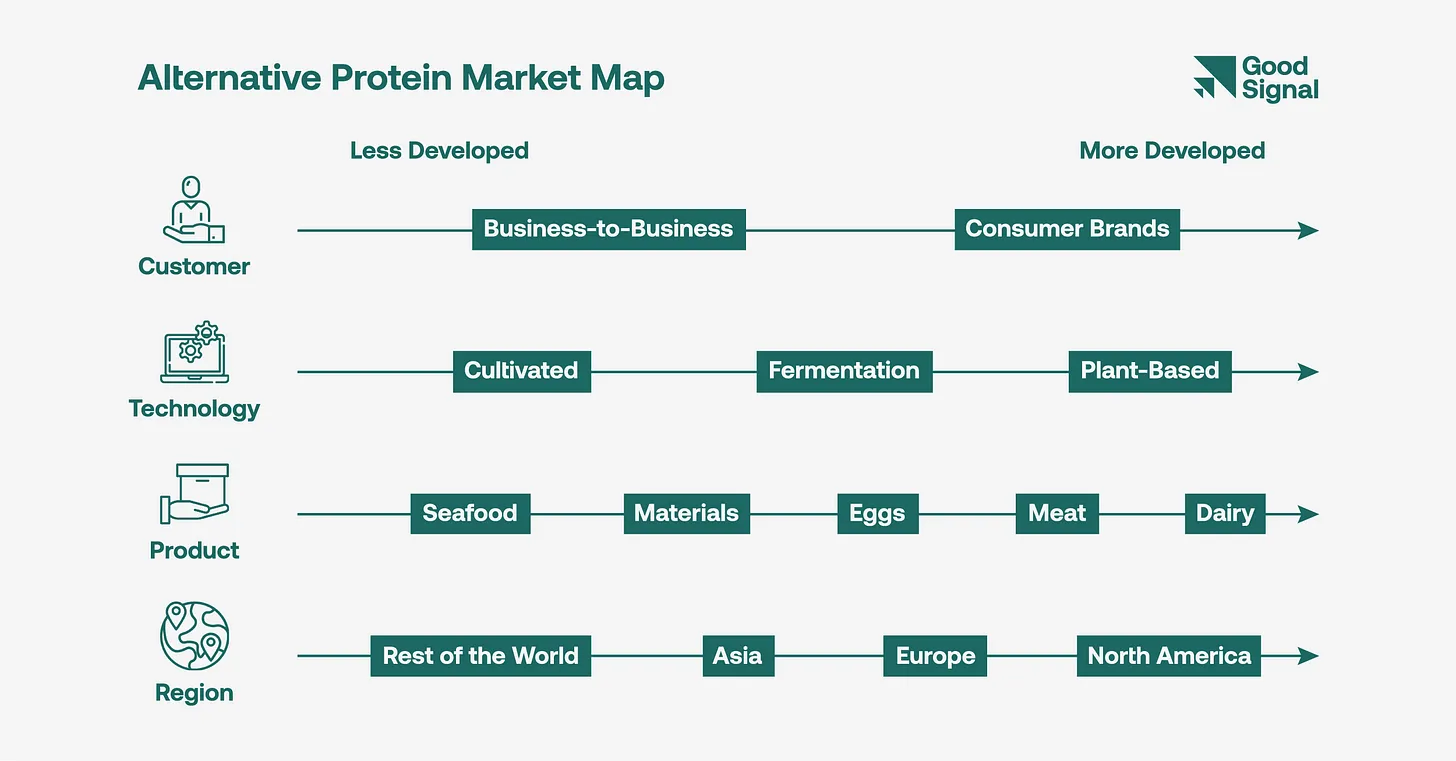 Alternative Protein Market Map
Good
Signal
Less Developed
More Developed
Customer
Business-to-Business
Consumer Brands
Technology
Cultivated
Fermentation
Plant-Based
Product
Seafood
Materials
Eggs
Meat
Dairy
Region
Rest of the World
Asia
Europe
North America